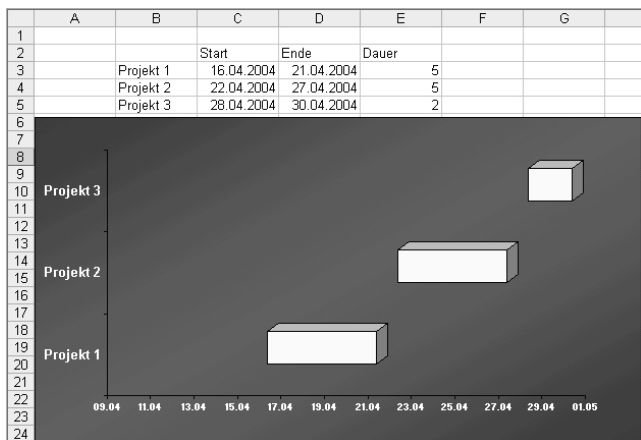 A B C D E F G
1
2 Start Ende Dauer
3 Projekt 1 16.04.2004 21.04.2004 5
4 Projekt 2 22.04.2004 27.04.2004 5
5 Projekt 3 28.04.2004 30.04.2004 2
6
7
8
9
10 Projekt 3
11
12
13
14 Projekt 2
15
16
17
18
19 Projekt 1
20
21
22 09.04 11.04 13.04 15.04 17.04 19.04 21.04 23.04 25.04 27.04 29.04 01.05
23
24